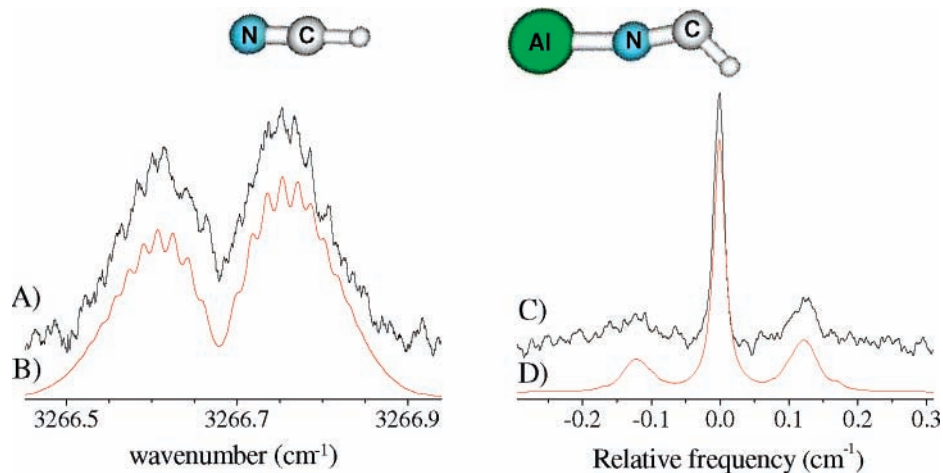 N C
Al N C
A)
B)
C)
D)
3266.5 3266.7 3266.9
-0.2 -0.1 0.0 0.1 0.2 0.3
wavenumber (cm-1)
Relative frequency (cm-1)